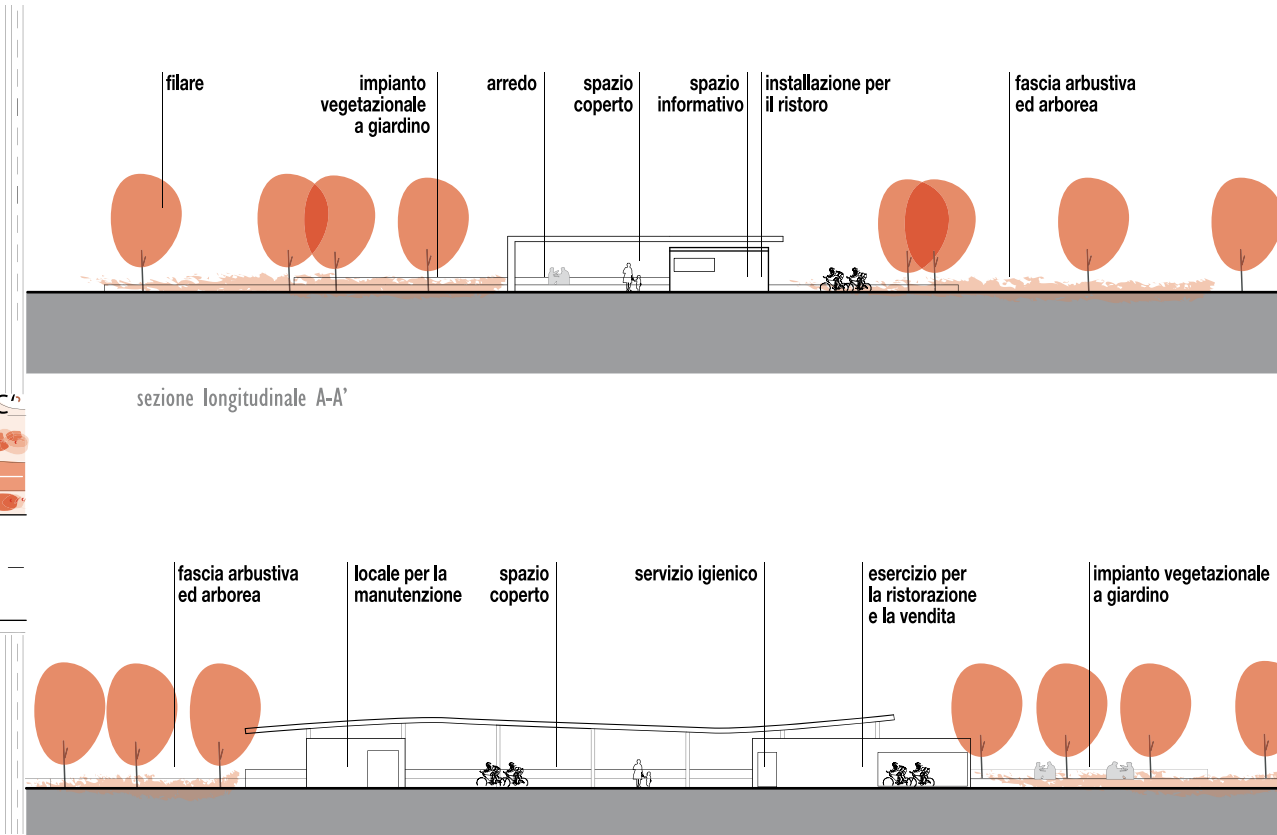 filare
impianto
vegetazionale
a giardino
arredo
spazio
coperto
spazio
informativo
installazione per
il ristoro
fascia arbustiva
ed arborea
sezione longitudinale A-A’
fascia arbustiva
ed arborea
locale per la
manutenzione
spazio
coperto
servizio igienico
esercizio per
la ristorazione
e la vendita
impianto vegetazionale
a giardino